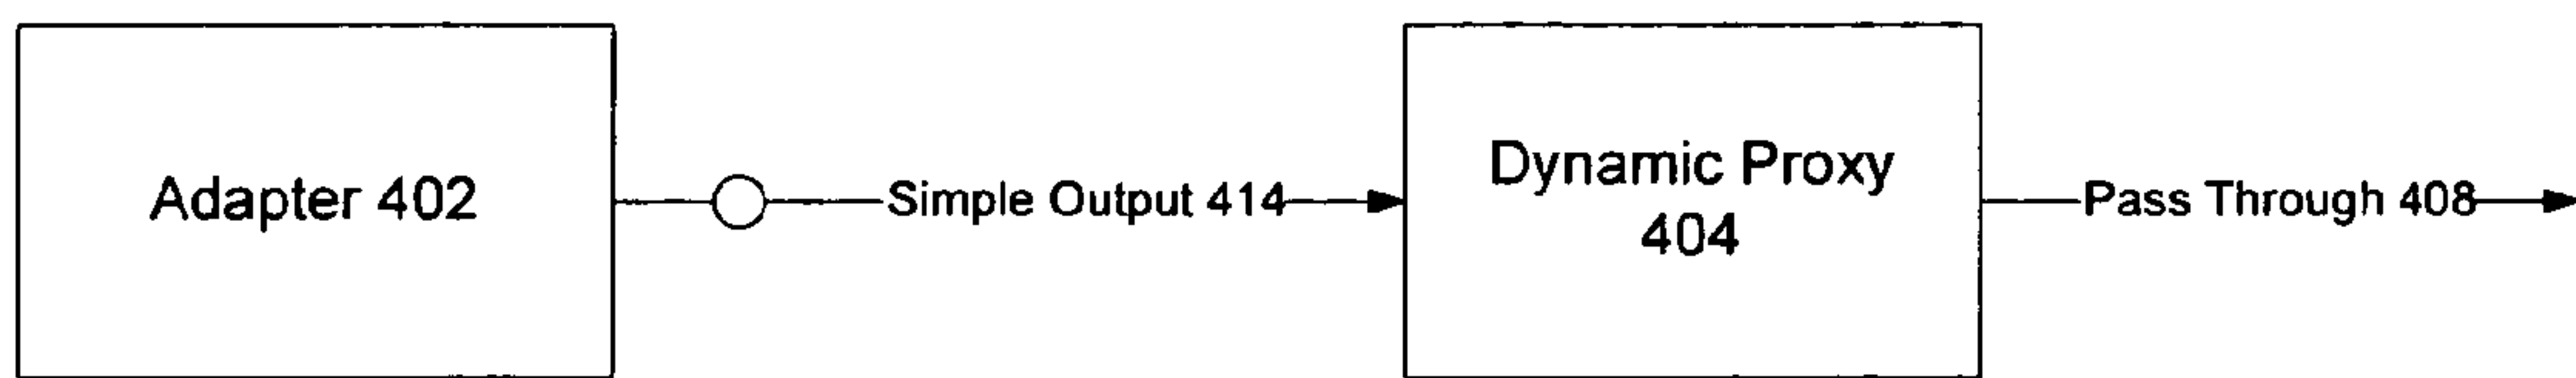 Adapter 402
Simple Output 414
Dynamic Proxy
404
Pass Through 408